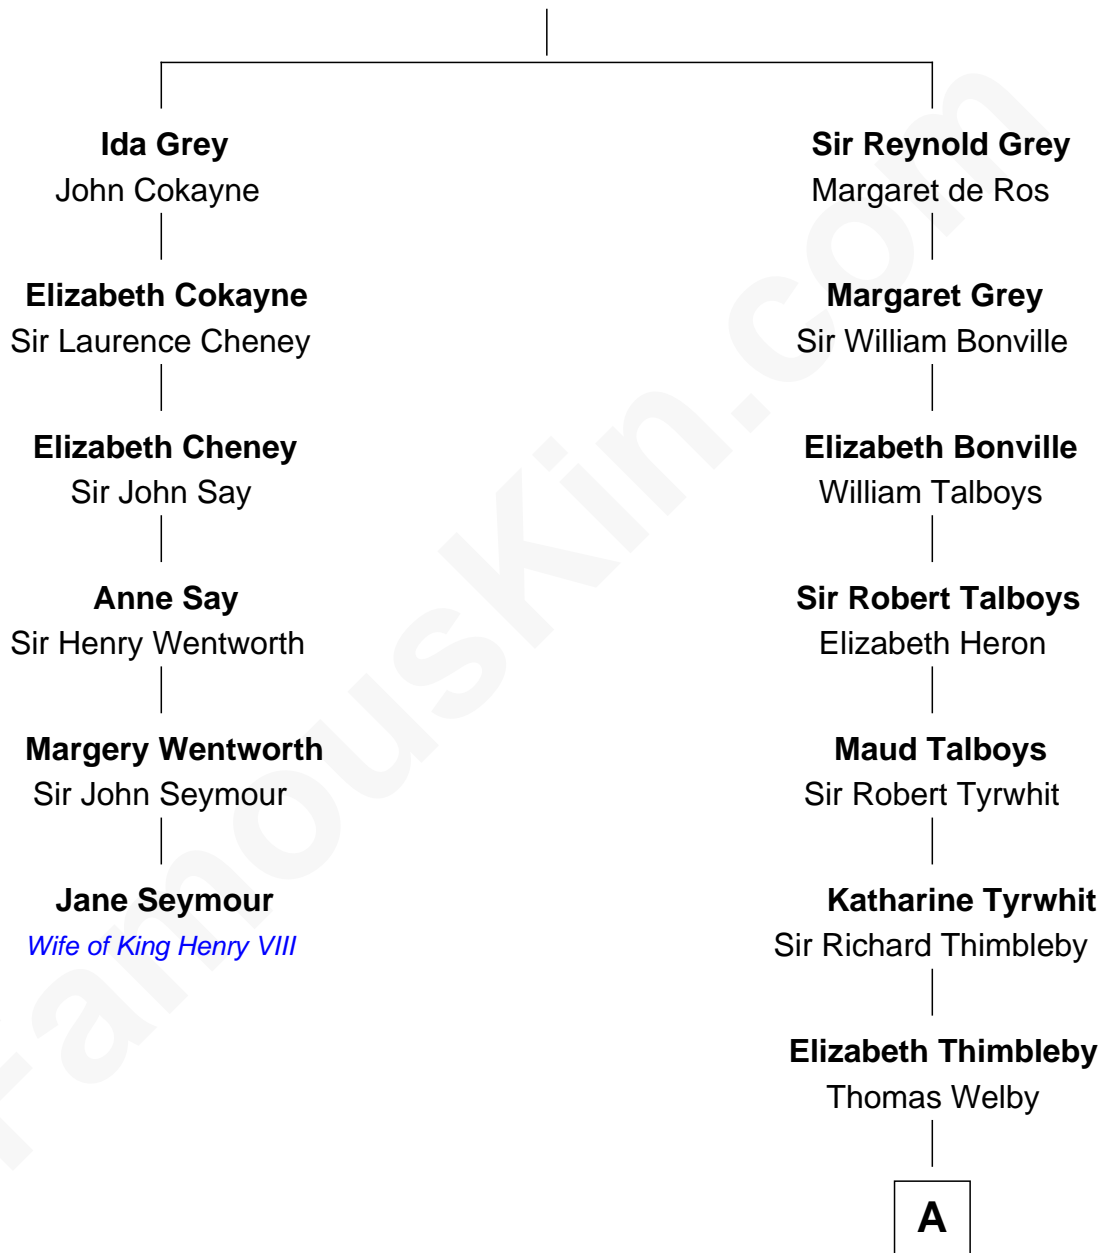 Ida Grey
John Cokayne
Elizabeth Cokayne
Sir Laurence Cheney
Elizabeth Cheney
Sir John Say
Anne Say
Sir Henry Wentworth
Margery Wentworth
Sir John Seymour
Jane Seymour
Wife of King Henry VIII
Sir Reynold Grey
Margaret de Ros
Margaret Grey
Sir William Bonville
Elizabeth Bonville
William Talboys
Sir Robert Talboys
Elizabeth Heron
Maud Talboys
Sir Robert Tyrwhit
Katharine Tyrwhit
Sir Richard Thimbleby
Elizabeth Thimbleby
Thomas Welby
A
FamousKin.com